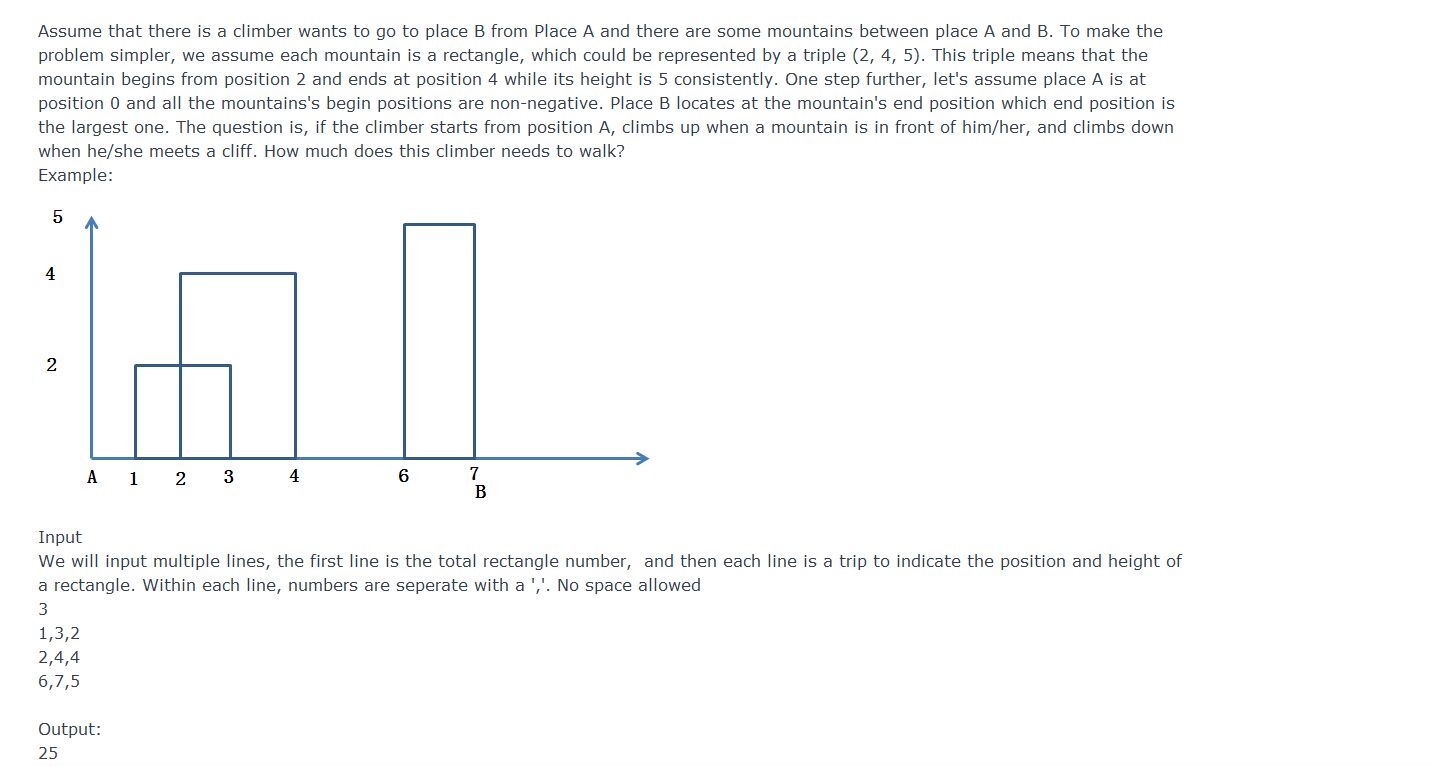 Assume that there is a climber wants to go to place B from Place A and there are some mountains between place A and B. To make the
problem simpler, we assume each mountain is a rectangle, which could be represented by a triple (2, 4, 5). This triple means that the
mountain begins from position 2 and ends at position 4 while its height is 5 consistently. One step further, let's assume place A is at
position 0 and all the mountains's begin positions are non-negative. Place B locates at the mountain's end position which end position is
the largest one. The question is, if the climber starts from position A, climbs up when a mountain is in front of him/her, and climbs down
when he/she meets a cliff. How much does this climber needs to walk?
Example:
5
4
2
A 1 2 3 4 6 7
B
Input
We will input multiple lines, the first line is the total rectangle number, and then each line is a trip to indicate the position and height of
a rectangle. Within each line, numbers are seperate with a ','. No space allowed
3
1,3,2
2,4,4
6,7,5
Output:
25